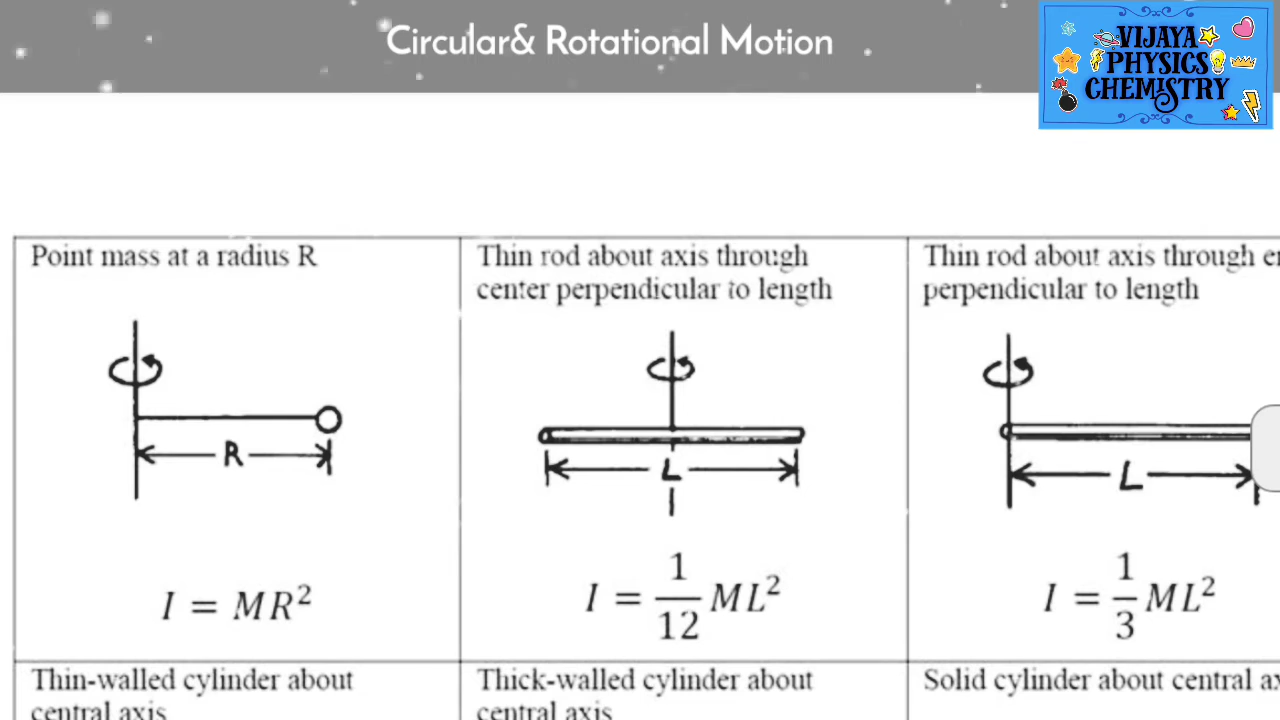 Circular& Rotational Motion
VIJAYA
PHYSICS
CHEMISTRY
Point mass at a radius R
Thin rod about axis through
center perpendicular to length
Thin rod about axis through
perpendicular to length
R
L
L
I = MR²
I = 1/12 ML²
I = 1/3 ML²
Thin-walled cylinder about
central axis
Thick-walled cylinder about
central axis
Solid cylinder about central